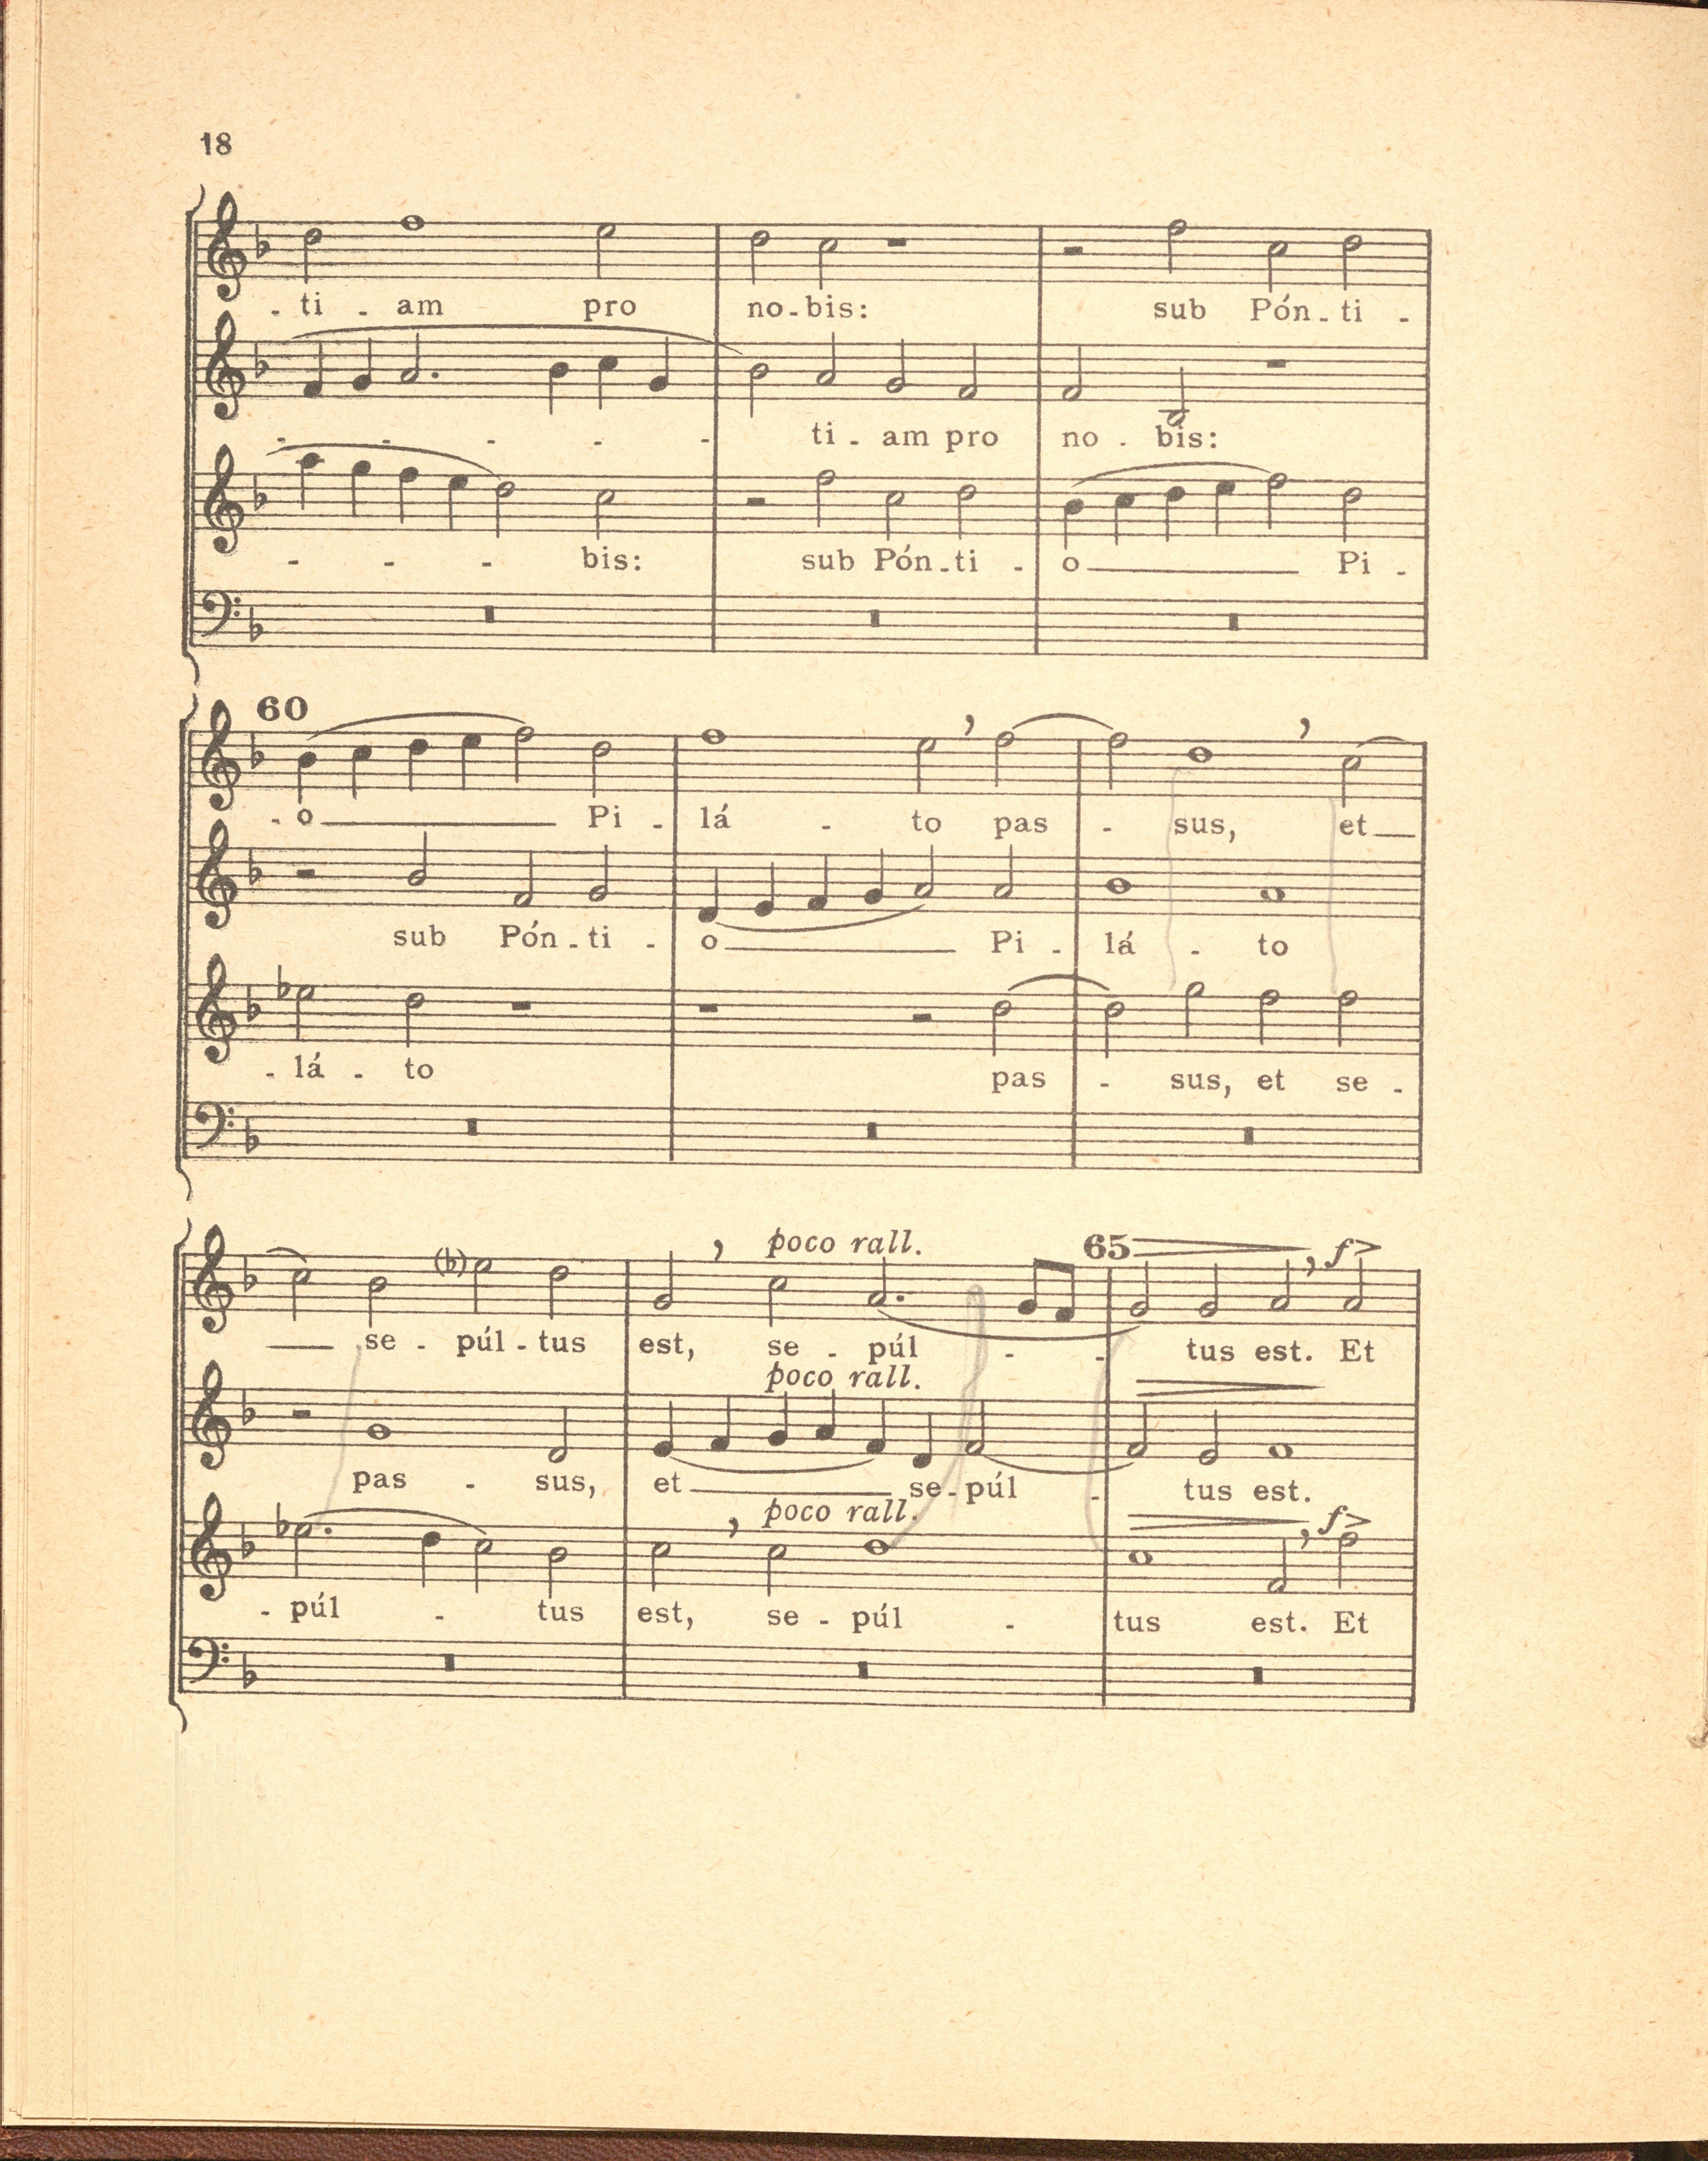 18
- ti - am pro no - bis: sub Pón - ti -
- - - - - ti - am pro no - bis:
- - - bis: sub Pón - ti - o Pi -
60
- o Pi - lá - to pas - sus, et
sub Pón - ti - o Pi - lá - to
- lá - to pas - sus, et se -
poco rall. 65 f
se - púl - tus est, se - púl - - tus est. Et
poco rall.
pas - sus, et se - púl - tus est.
poco rall. f
- púl - tus est, se - púl - tus est. Et